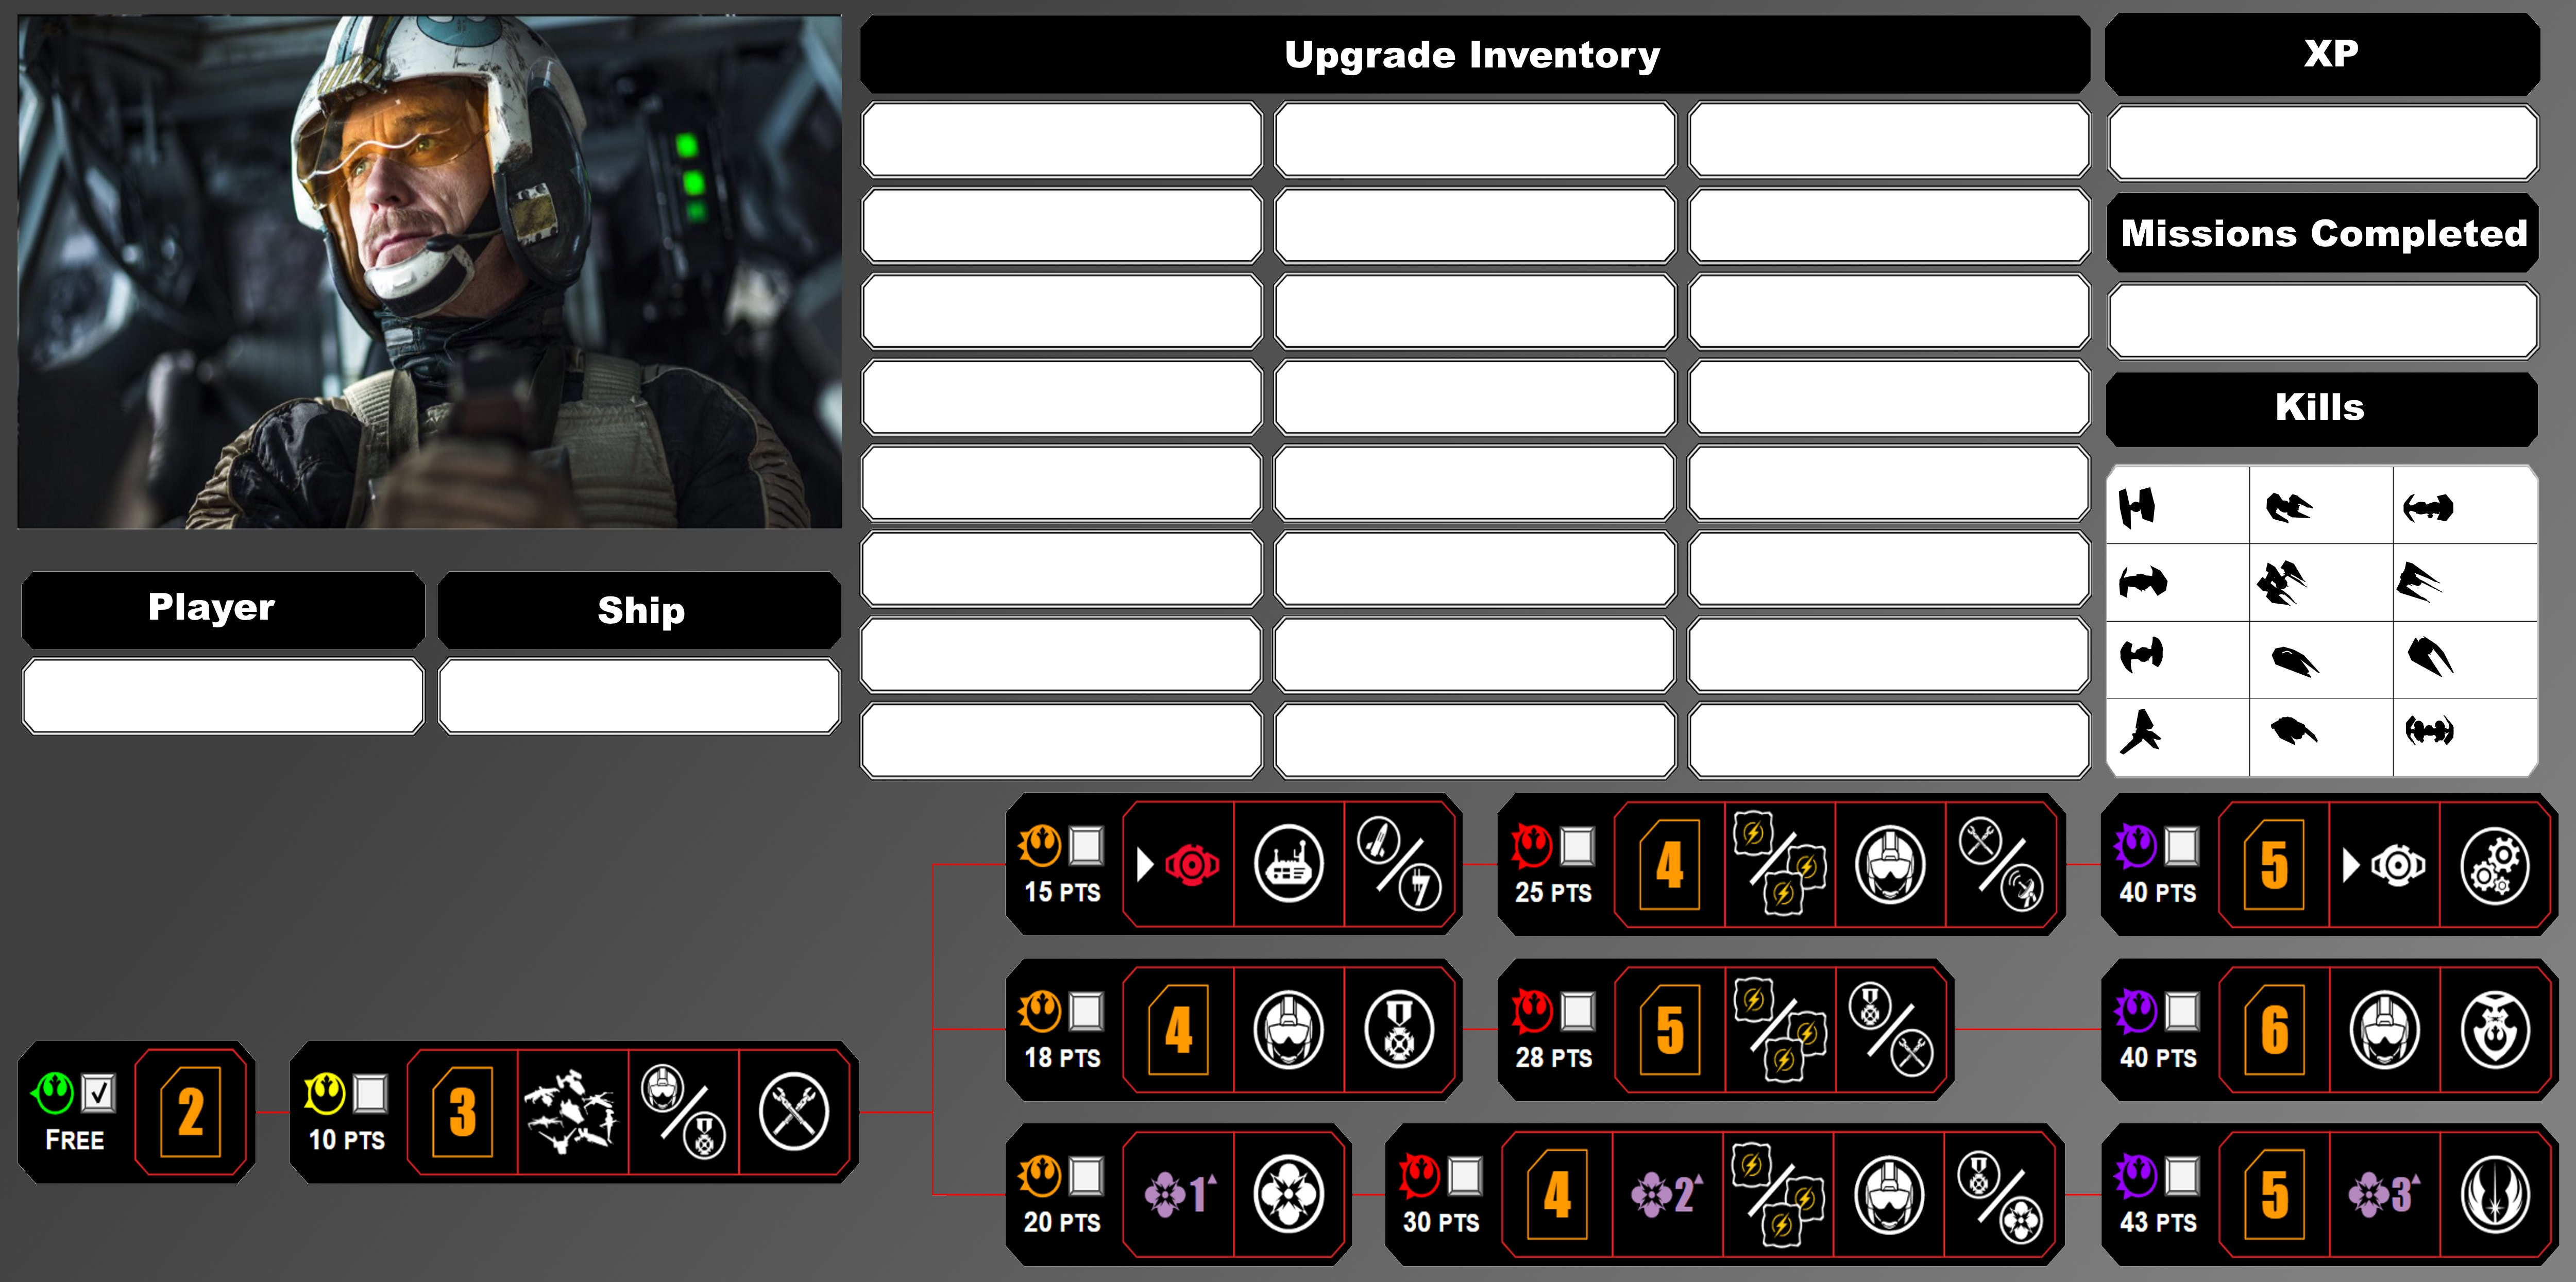 Upgrade Inventory
XP
Missions Completed
Kills
Player
Ship
15 PTS
25 PTS
4
40 PTS
5
18 PTS
4
28 PTS
5
40 PTS
6
FREE
2
10 PTS
3
20 PTS
1
30 PTS
4
2
43 PTS
5
3